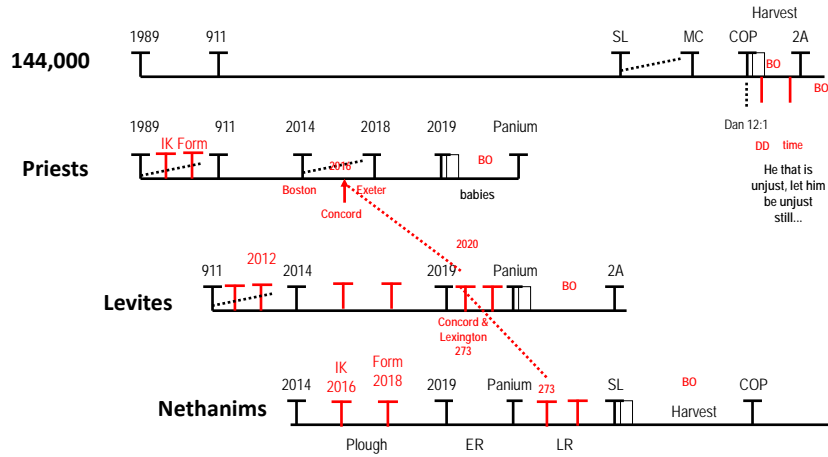 Harvest
1989 911 SL MC COP 2A
144,000
BO
BO
Dan 12:1
DD time
He that is
unjust, let him
be unjust
still...
1989 IK Form 911 2014 2018 2019 Panium
2016
BO
Priests
Boston Exeter babies
Concord
2020
911 2012 2014 2019 Panium 2A
BO
Levites
Concord &
Lexington
273
IK Form
2014 2016 2018 2019 Panium 273 SL BO COP
Nethanims
Harvest
Plough ER LR